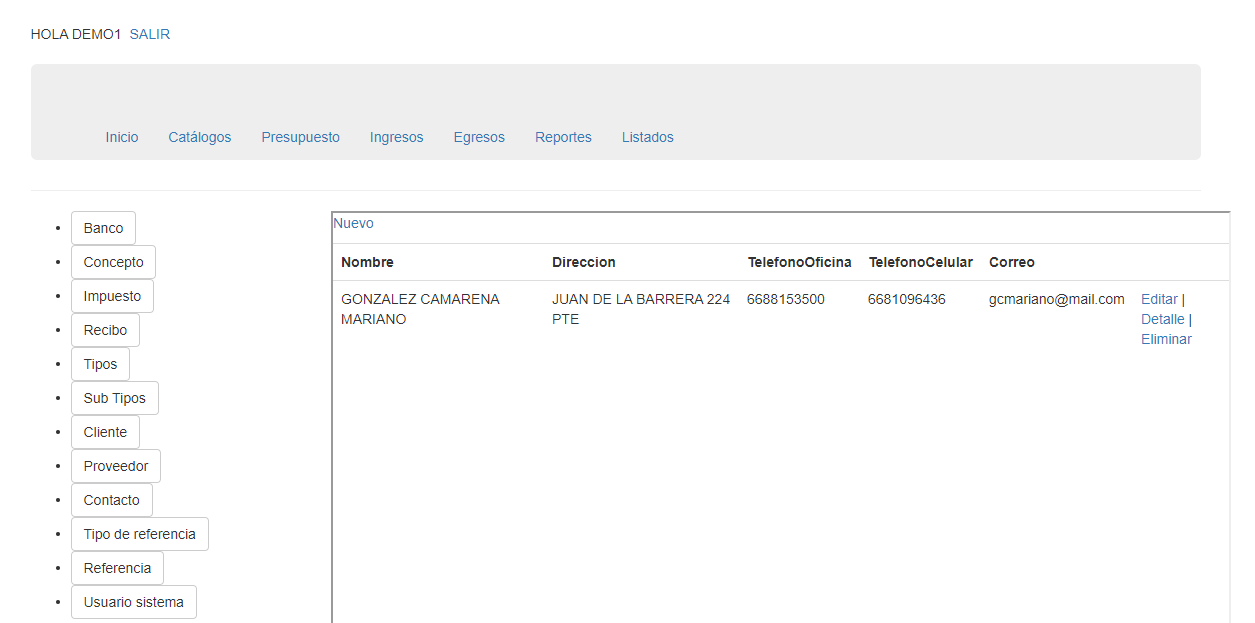 HOLA DEMO1 SALIR
Inicio Catálogos Presupuesto Ingresos Egresos Reportes Listados
Banco
Concepto
Impuesto
Recibo
Tipos
Sub Tipos
Cliente
Proveedor
Contacto
Tipo de referencia
Referencia
Usuario sistema
Nuevo
Nombre Direccion TelefonoOficina TelefonoCelular Correo
GONZALEZ CAMARENA JUAN DE LA BARRERA 224 6688153500 6681096436 gcmariano@mail.com Editar |
MARIANO PTE Detalle |
Eliminar